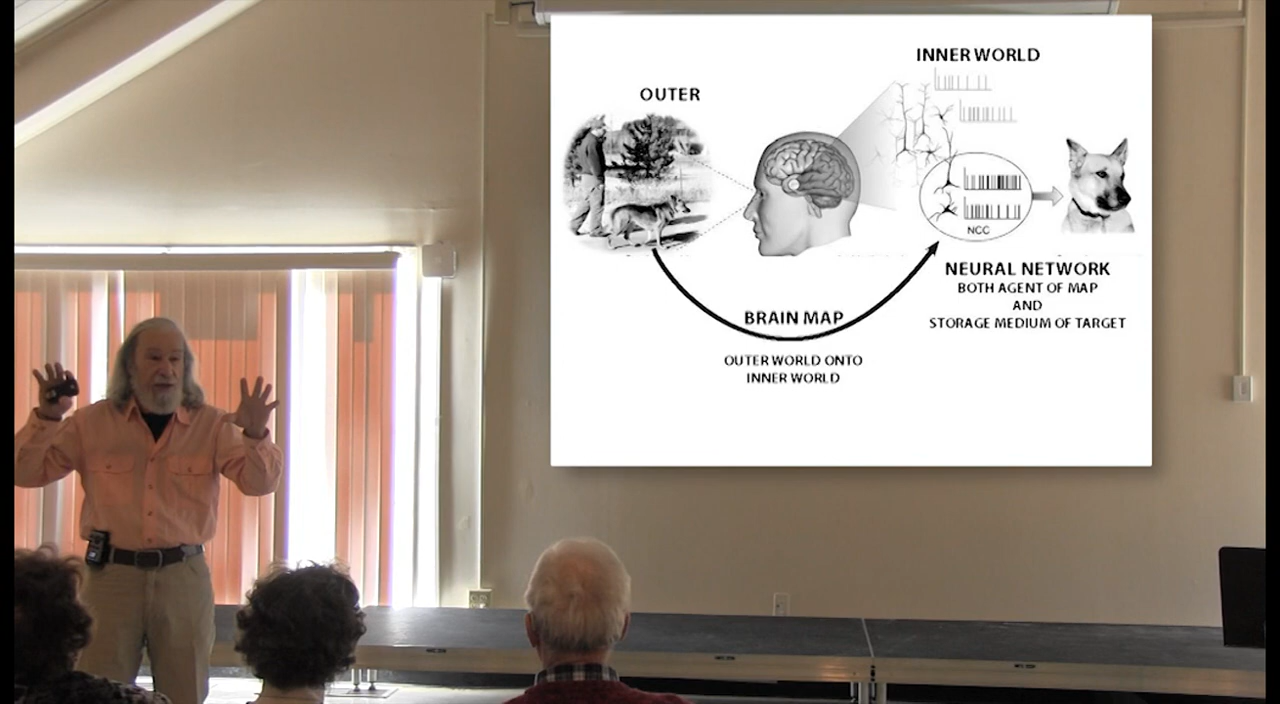 INNER WORLD
OUTER
NCC
NEURAL NETWORK
BOTH AGENT OF MAP
AND
STORAGE MEDIUM OF TARGET
BRAIN MAP
OUTER WORLD ONTO
INNER WORLD